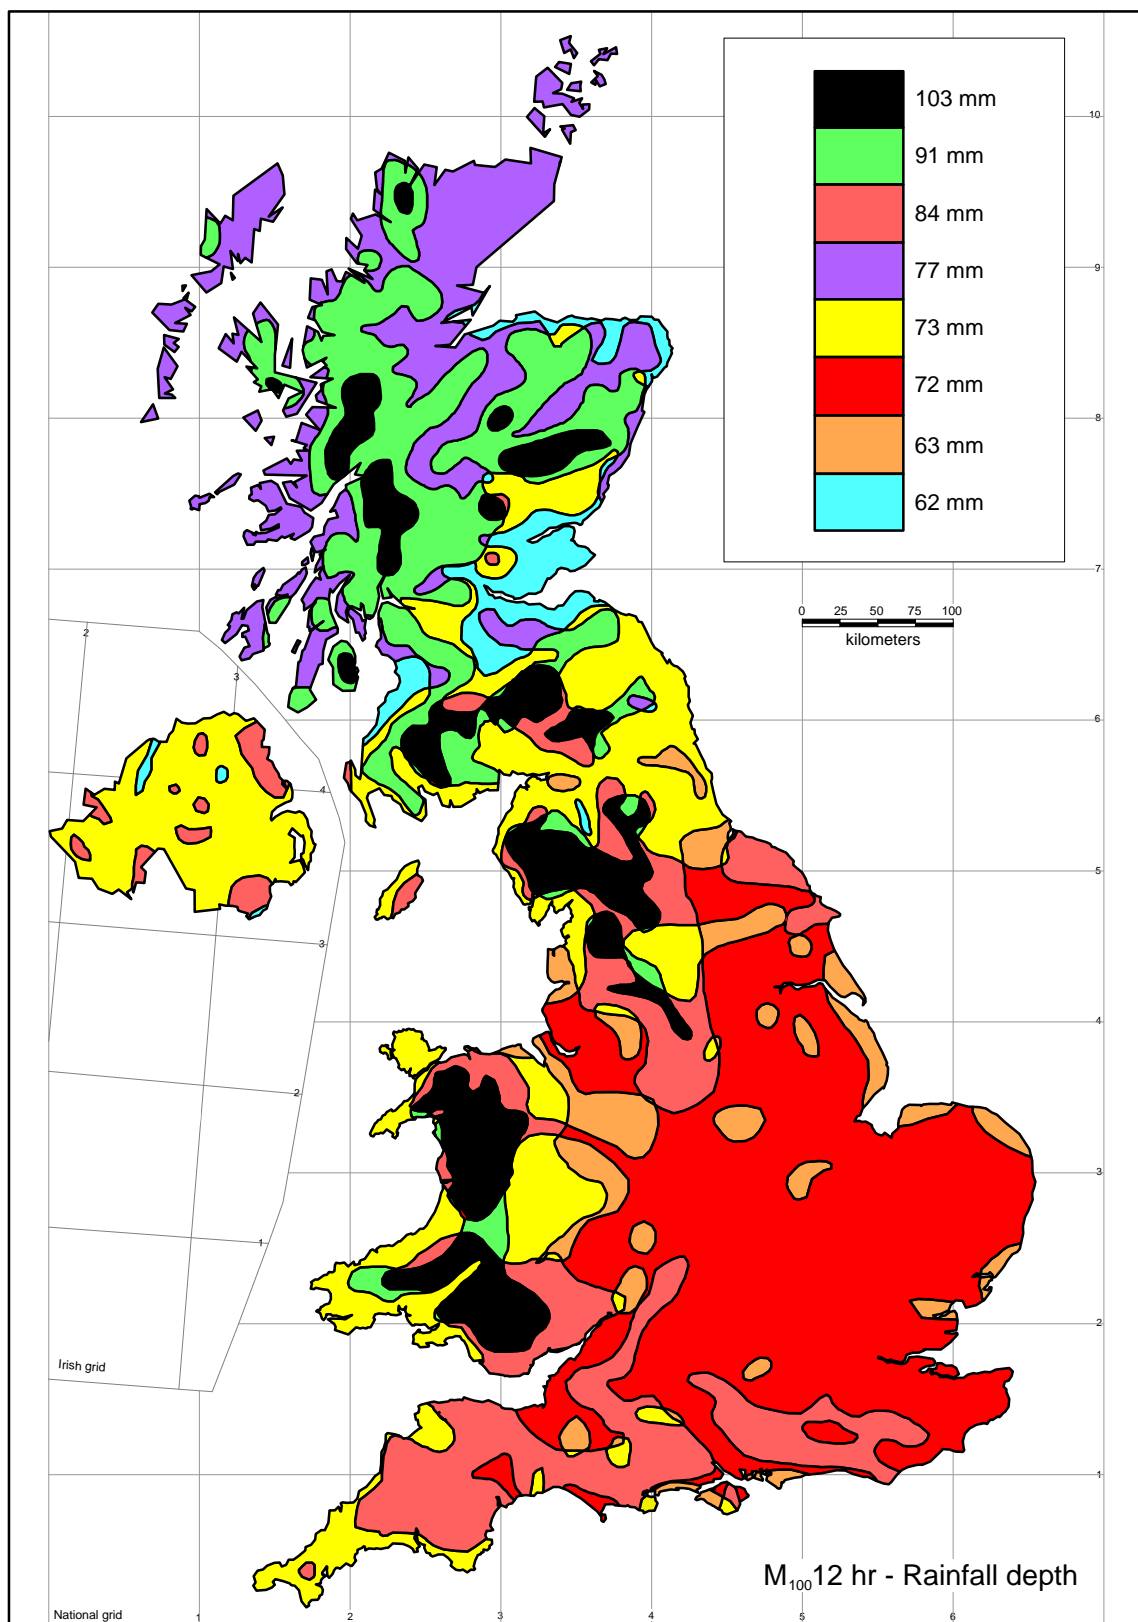 103 mm
91 mm
84 mm
77 mm
73 mm
72 mm
63 mm
62 mm
10
9
8
7
0 25 50 75 100
kilometers
2
3
6
4
5
3
4
2
3
1
2
Irish grid
1
M10012 hr - Rainfall depth
National grid
1
2
3
4
5
6